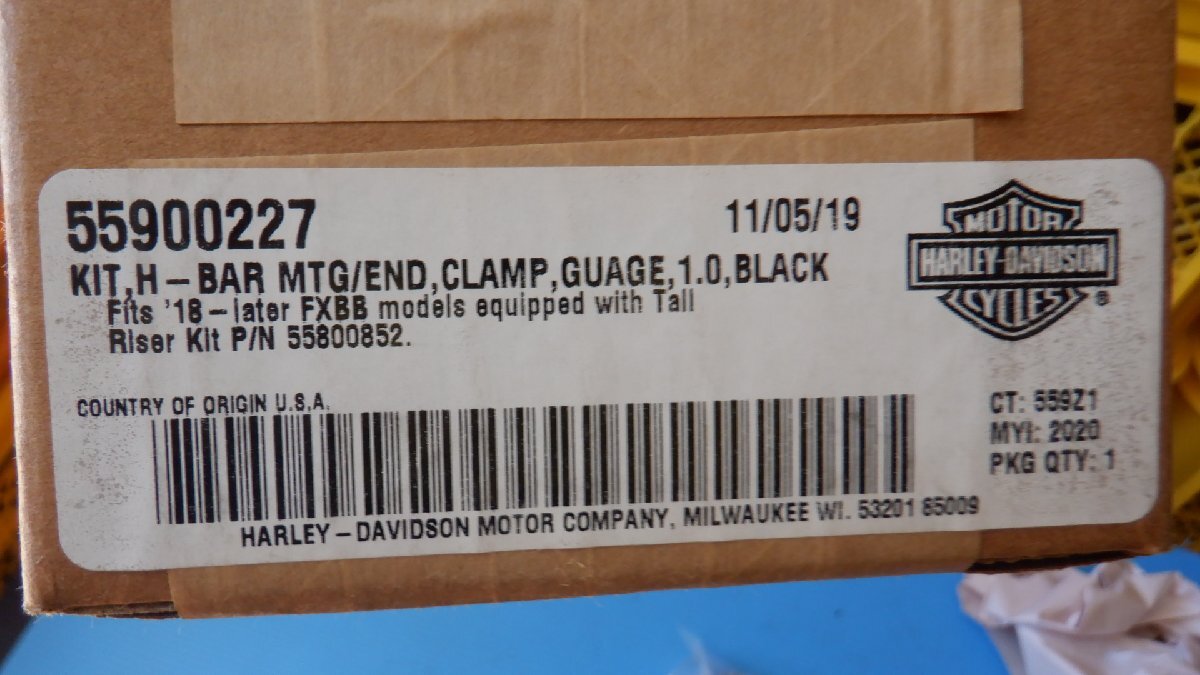 55900227 11/05/19
KIT,H-BAR MTG/END,CLAMP,GUAGE,1.0,BLACK
Fits '18-later FXBB models equipped with Tall
Riser Kit P/N 55800852.
MOTOR
HARLEY-DAVIDSON
CYCLES
®
COUNTRY OF ORIGIN U.S.A.
CT: 559Z1
MYI: 2020
PKG QTY: 1
HARLEY-DAVIDSON MOTOR COMPANY, MILWAUKEE WI. 53201 85009